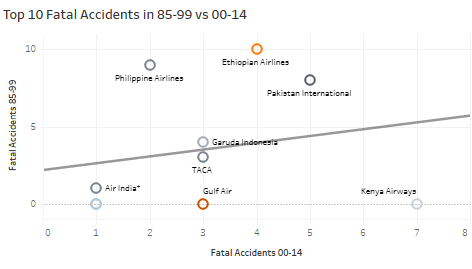 Top 10 Fatal Accidents in 85-99 vs 00-14
10
Ethiopian Airlines
Philippine Airlines
Pakistan International
Fatal Accidents 85-99
5
Garuda Indonesia
TACA
Air India*
Gulf Air
Kenya Airways
0
0 1 2 3 4 5 6 7 8
Fatal Accidents 00-14